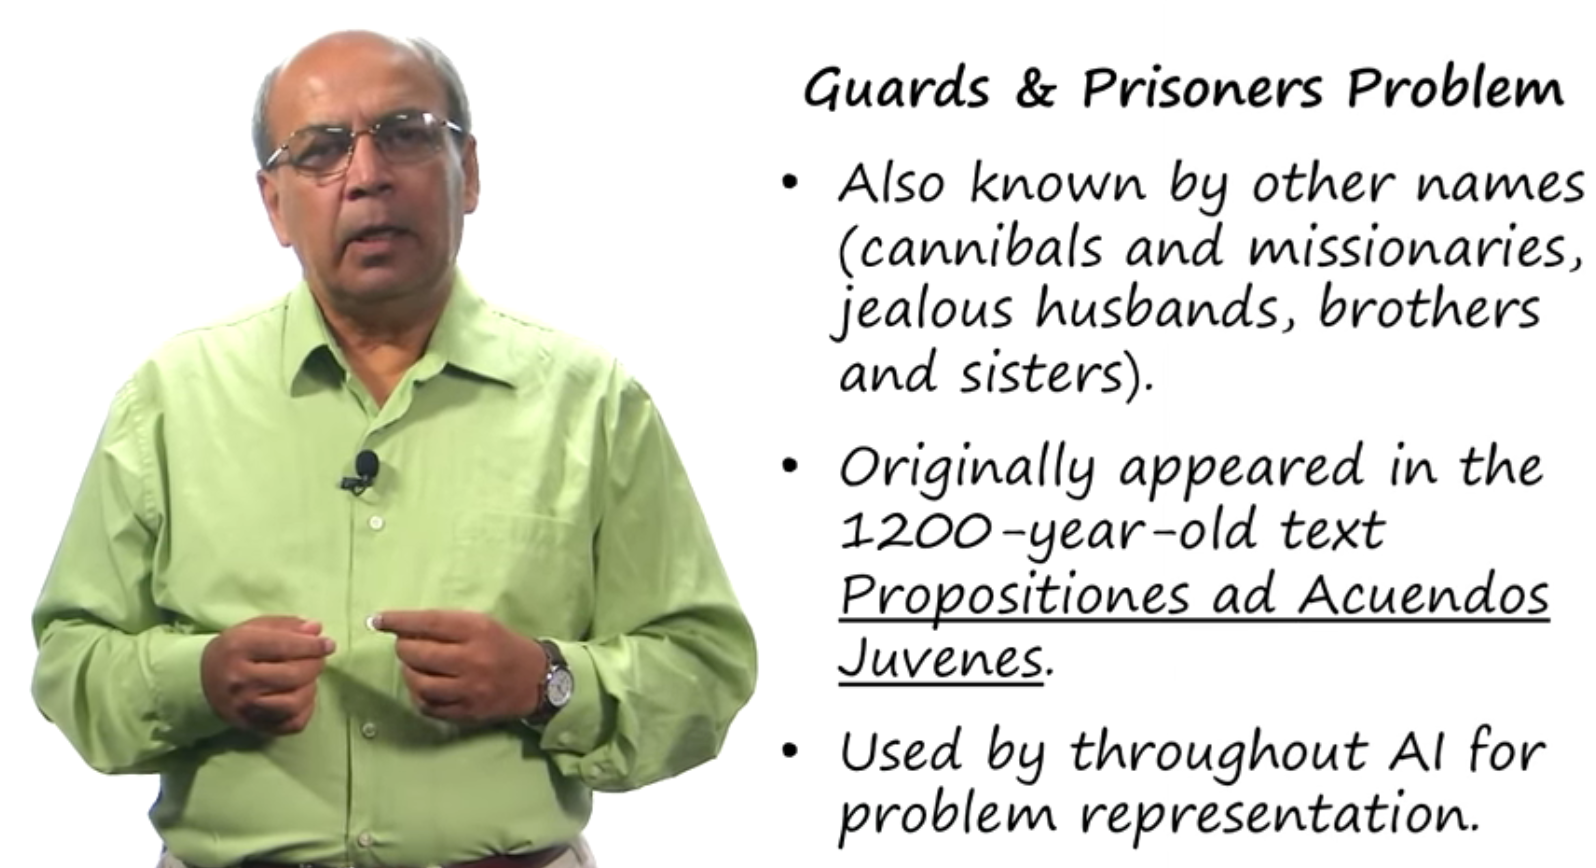 Guards & Prisoners Problem
• Also known by other names
(cannibals and missionaries,
jealous husbands, brothers
and sisters).
• Originally appeared in the
1200-year-old text
Propositiones ad Acuendos
Juvenes.
• Used by throughout AI for
problem representation.